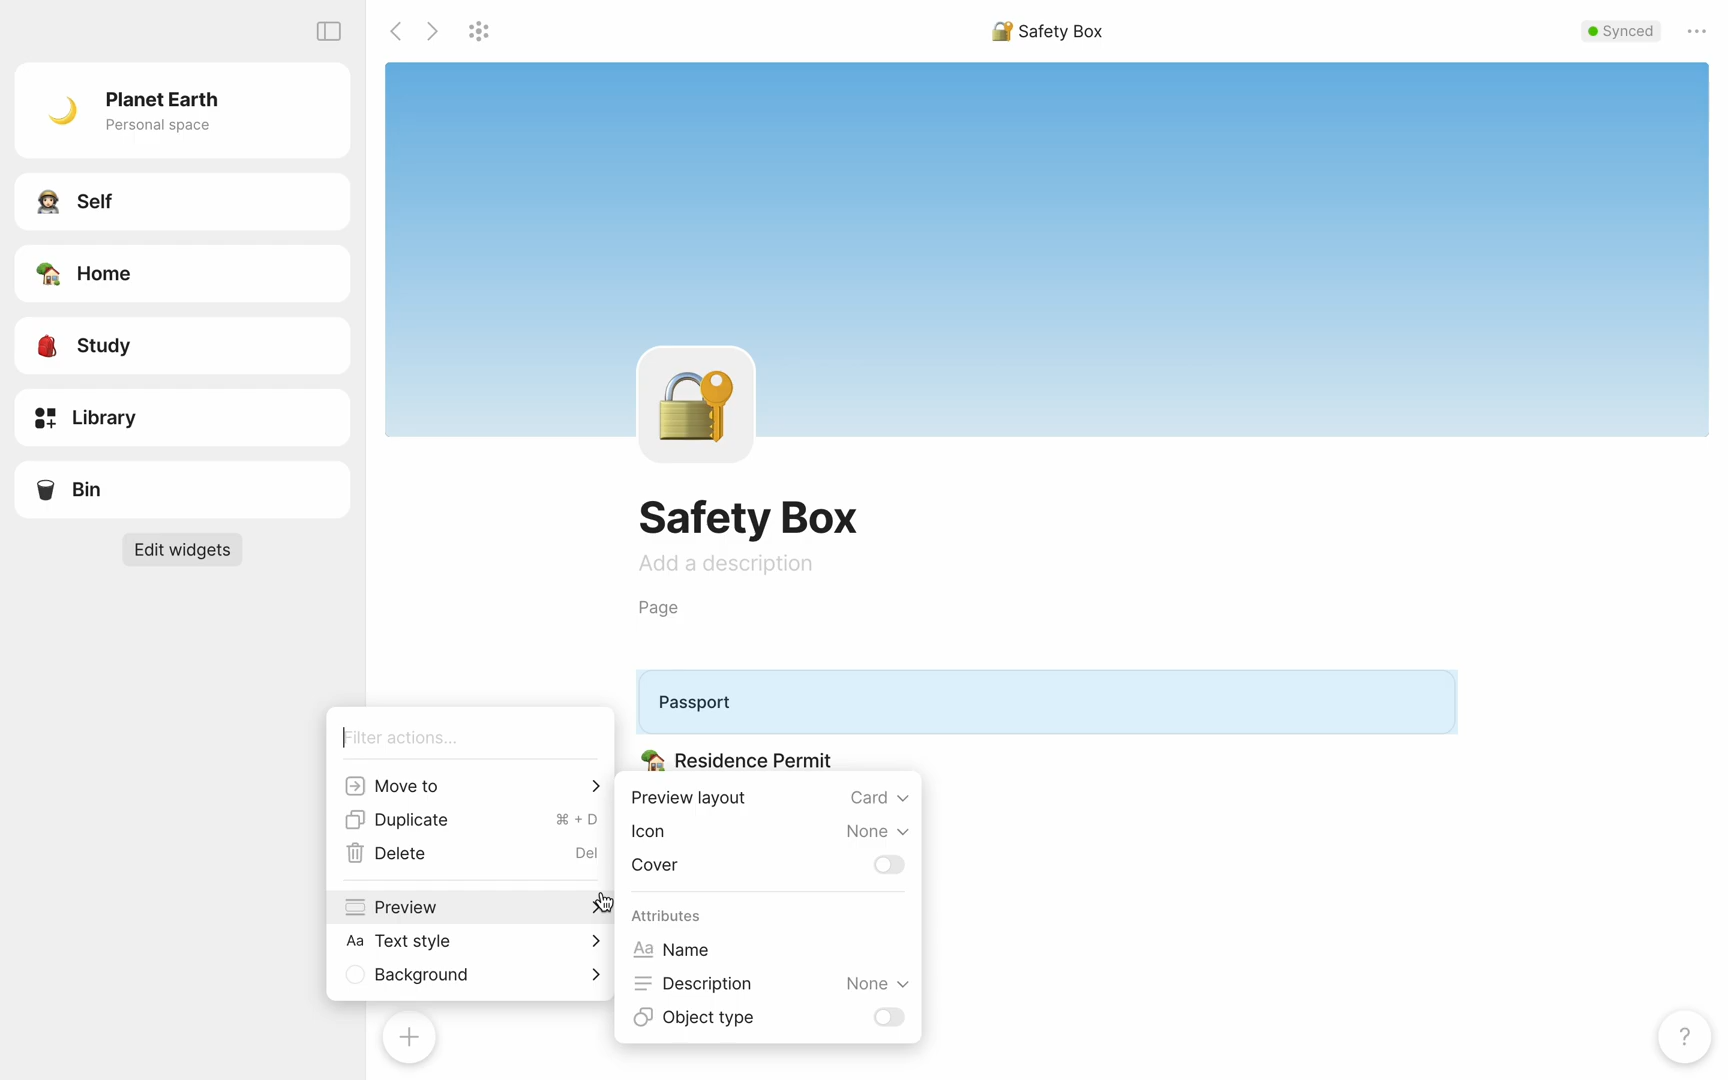 Safety Box
Synced
Planet Earth
Personal space
Self
Home
Study
Library
Bin
Edit widgets
Safety Box
Add a description
Page
Passport
Residence Permit
Filter actions...
Move to
Duplicate ⌘ + D
Delete Del
Preview
Text style
Background
Preview layout Card
Icon None
Cover
Attributes
Name
Description None
Object type
?